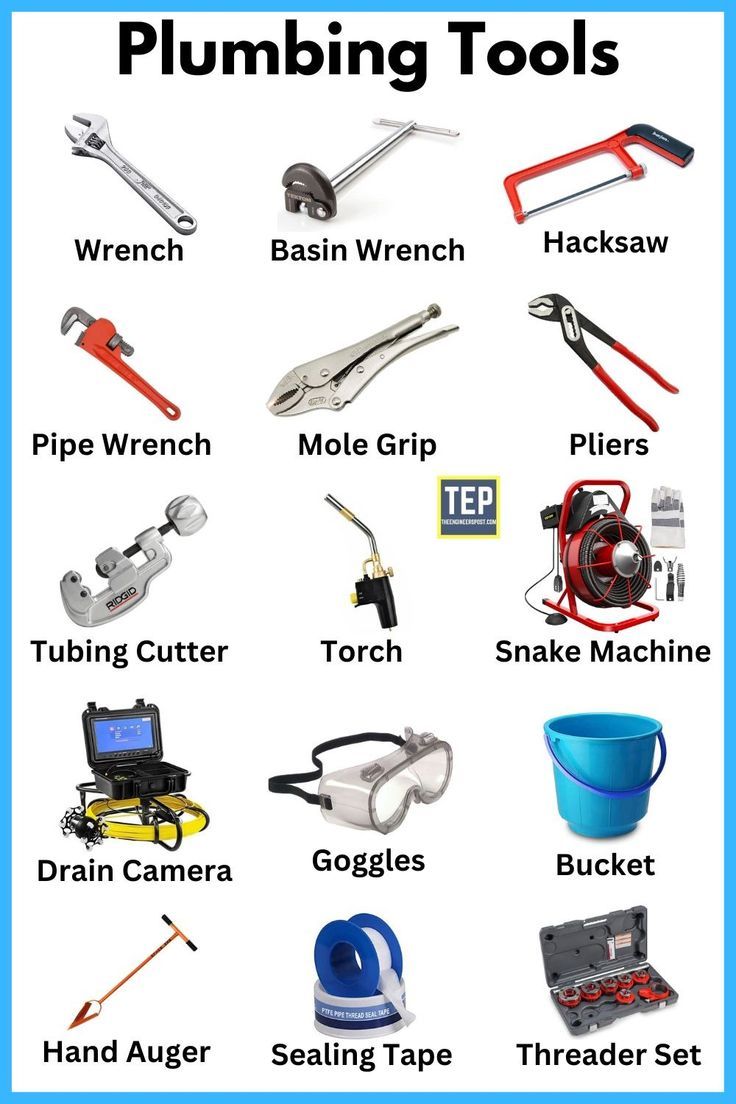 Plumbing Tools
Wrench
Basin Wrench
Hacksaw
Pipe Wrench
Mole Grip
Pliers
TEP
THEENGINEERSPOST.COM
RIDGID
Tubing Cutter
Torch
Snake Machine
Drain Camera
Goggles
Bucket
PTFE PIPE THREAD SEAL TAPE
Hand Auger
Sealing Tape
Threader Set